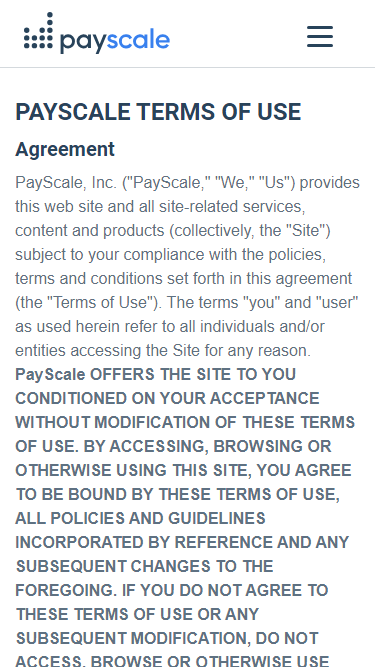 payscale
PAYSCALE TERMS OF USE
Agreement
PayScale, Inc. ("PayScale," "We," "Us") provides
this web site and all site-related services,
content and products (collectively, the "Site")
subject to your compliance with the policies,
terms and conditions set forth in this agreement
(the "Terms of Use"). The terms "you" and "user"
as used herein refer to all individuals and/or
entities accessing the Site for any reason.
PayScale OFFERS THE SITE TO YOU
CONDITIONED ON YOUR ACCEPTANCE
WITHOUT MODIFICATION OF THESE TERMS
OF USE. BY ACCESSING, BROWSING OR
OTHERWISE USING THIS SITE, YOU AGREE
TO BE BOUND BY THESE TERMS OF USE,
ALL POLICIES AND GUIDELINES
INCORPORATED BY REFERENCE AND ANY
SUBSEQUENT CHANGES TO THE
FOREGOING. IF YOU DO NOT AGREE TO
THESE TERMS OF USE OR ANY
SUBSEQUENT MODIFICATION, DO NOT
ACCESS, BROWSE OR OTHERWISE USE